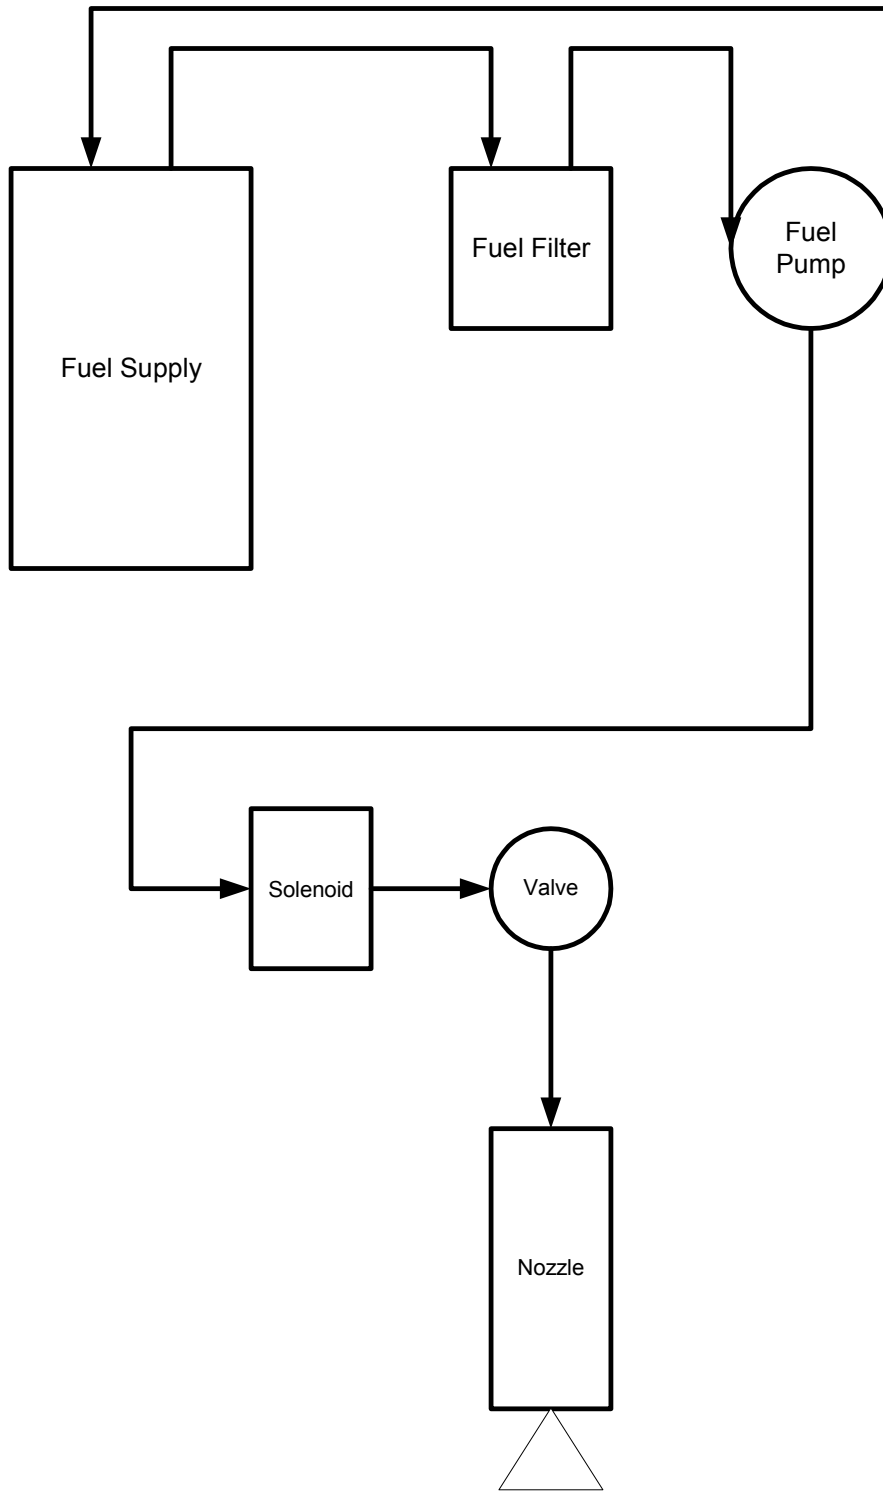 Fuel Supply
Fuel Filter
Fuel
Pump
Solenoid
Valve
Nozzle